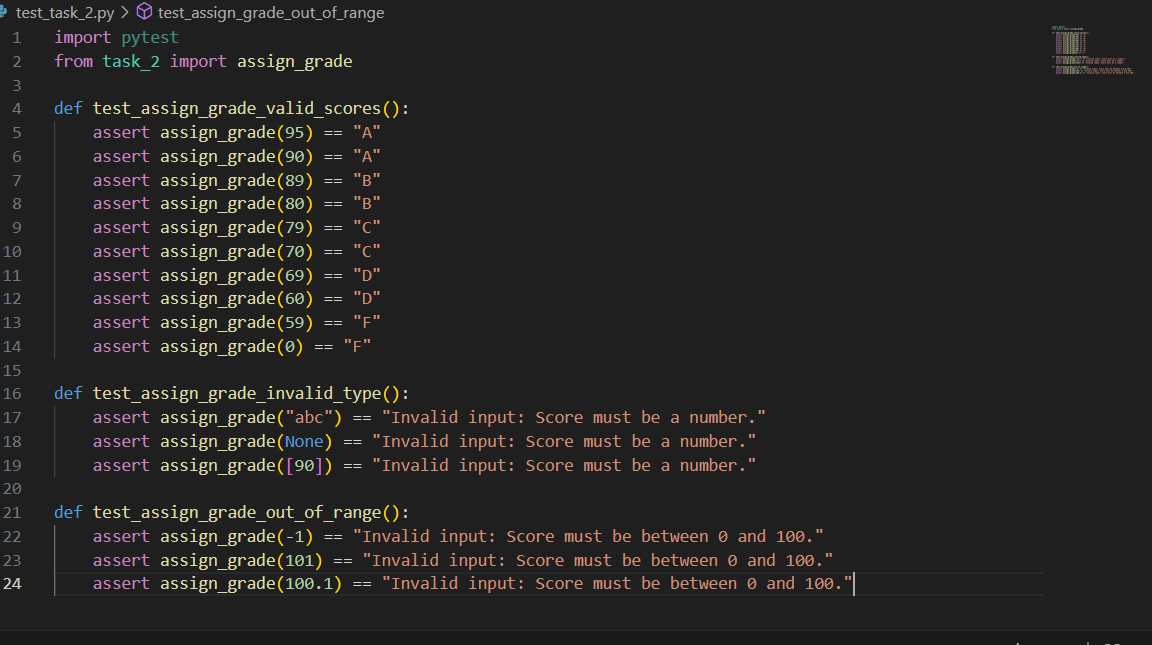 test_task_2.py > test_assign_grade_out_of_range
1 import pytest
2 from task_2 import assign_grade
3
4 def test_assign_grade_valid_scores():
5     assert assign_grade(95) == "A"
6     assert assign_grade(90) == "A"
7     assert assign_grade(89) == "B"
8     assert assign_grade(80) == "B"
9     assert assign_grade(79) == "C"
10     assert assign_grade(70) == "C"
11     assert assign_grade(69) == "D"
12     assert assign_grade(60) == "D"
13     assert assign_grade(59) == "F"
14     assert assign_grade(0) == "F"
15
16 def test_assign_grade_invalid_type():
17     assert assign_grade("abc") == "Invalid input: Score must be a number."
18     assert assign_grade(None) == "Invalid input: Score must be a number."
19     assert assign_grade([90]) == "Invalid input: Score must be a number."
20
21 def test_assign_grade_out_of_range():
22     assert assign_grade(-1) == "Invalid input: Score must be between 0 and 100."
23     assert assign_grade(101) == "Invalid input: Score must be between 0 and 100."
24     assert assign_grade(100.1) == "Invalid input: Score must be between 0 and 100."